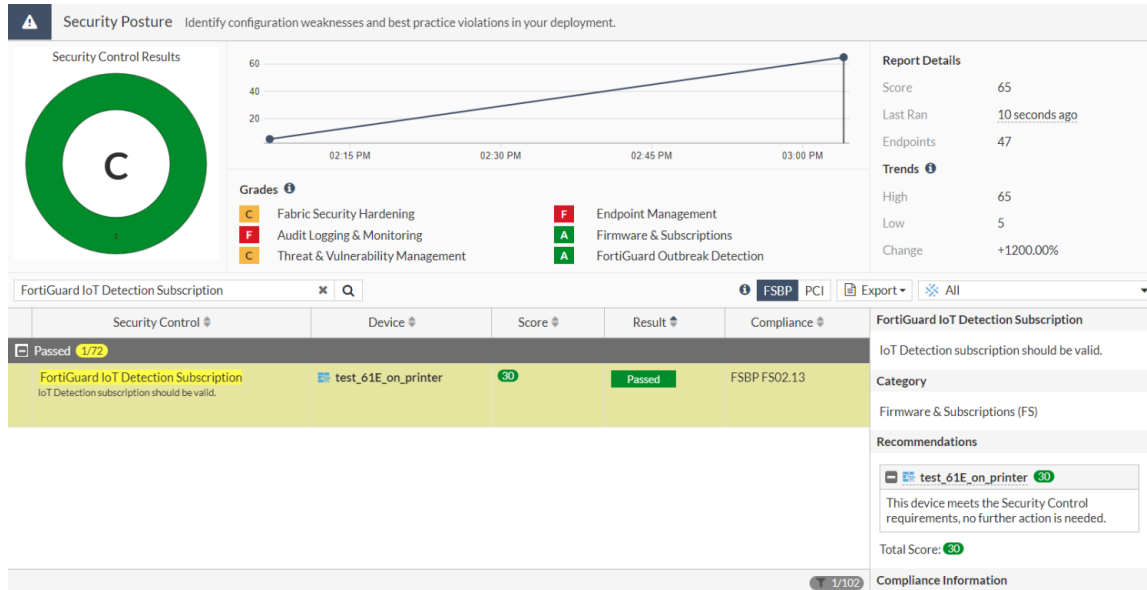 Security Posture Identify configuration weaknesses and best practice violations in your deployment.
Security Control Results
C
1
60
40
20
02:15 PM 02:30 PM 02:45 PM 03:00 PM
Grades
C Fabric Security Hardening
F Audit Logging & Monitoring
C Threat & Vulnerability Management
F Endpoint Management
A Firmware & Subscriptions
A FortiGuard Outbreak Detection
Report Details
Score 65
Last Ran 10 seconds ago
Endpoints 47
Trends
High 65
Low 5
Change +1200.00%
FortiGuard IoT Detection Subscription
FSBP PCI Export All
Security Control Device Score Result Compliance
Passed 1/72
FortiGuard IoT Detection Subscription test_61E_on_printer 30 Passed FSBP FS02.13
IoT Detection subscription should be valid.
1/102
FortiGuard IoT Detection Subscription
IoT Detection subscription should be valid.
Category
Firmware & Subscriptions (FS)
Recommendations
test_61E_on_printer 30
This device meets the Security Control
requirements, no further action is needed.
Total Score: 30
Compliance Information